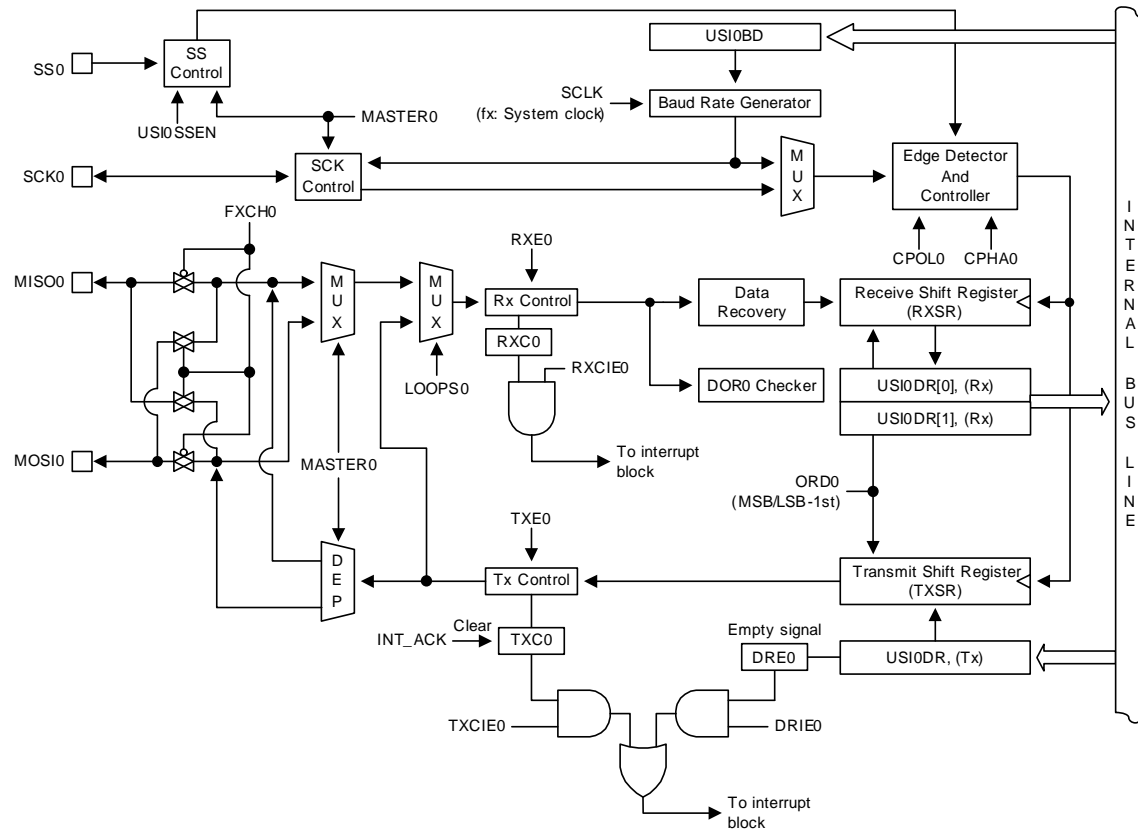 SS0
SS
Control
USI0SSEN
MASTER0
USI0BD
SCLK
(fx: System clock)
Baud Rate Generator
SCK0
SCK
Control
M
U
X
Edge Detector
And
Controller
CPOL0
CPHA0
FXCH0
MISO0
M
U
X
M
U
X
LOOPS0
RXE0
Rx Control
RXC0
RXCIE0
To interrupt
block
Data
Recovery
DOR0 Checker
Receive Shift Register
(RXSR)
USI0DR[0], (Rx)
USI0DR[1], (Rx)
MOSI0
MASTER0
ORD0
(MSB/LSB-1st)
D
E
P
TXE0
Tx Control
Transmit Shift Register
(TXSR)
INT_ACK
Clear
TXC0
Empty signal
DRE0
USI0DR, (Tx)
TXCIE0
DRIE0
To interrupt
block
I
N
T
E
R
N
A
L
B
U
S
L
I
N
E